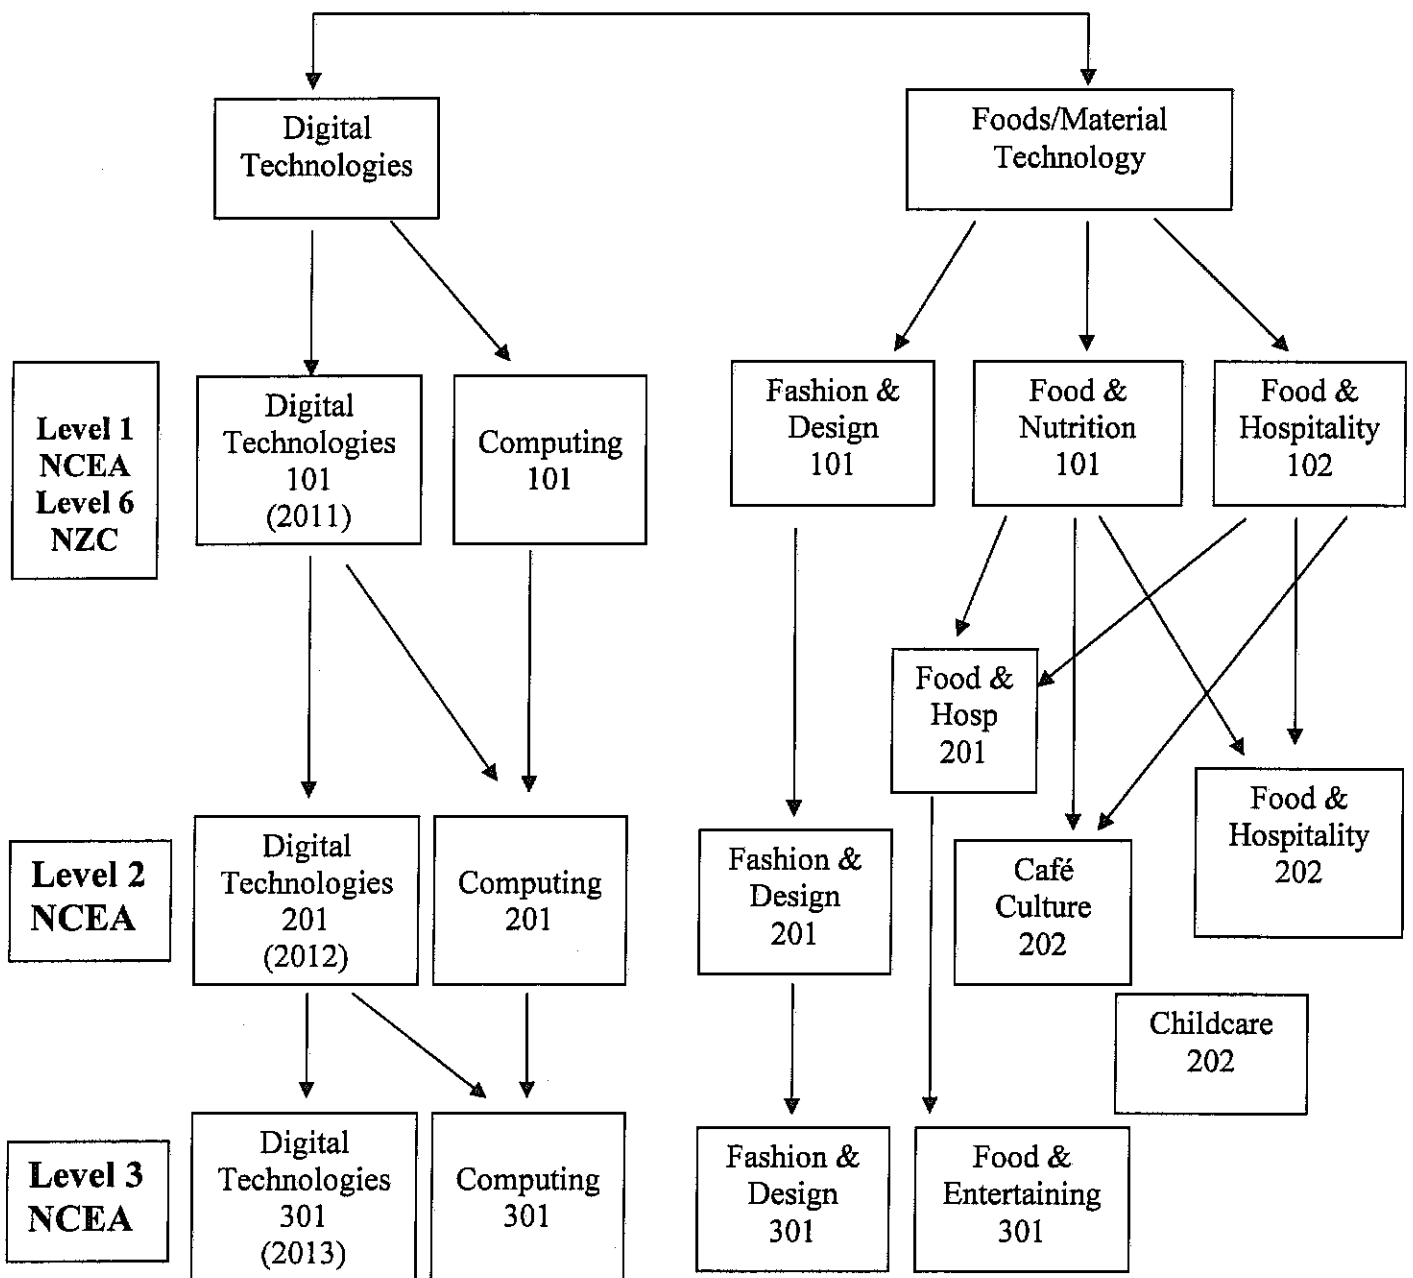 Digital
Technologies
Foods/Material
Technology
Level 1
NCEA
Level 6
NZC
Digital
Technologies
101
(2011)
Computing
101
Fashion &
Design
101
Food &
Nutrition
101
Food &
Hospitality
102
Food &
Hosp
201
Level 2
NCEA
Digital
Technologies
201
(2012)
Computing
201
Fashion &
Design
201
Café
Culture
202
Food &
Hospitality
202
Childcare
202
Level 3
NCEA
Digital
Technologies
301
(2013)
Computing
301
Fashion &
Design
301
Food &
Entertaining
301